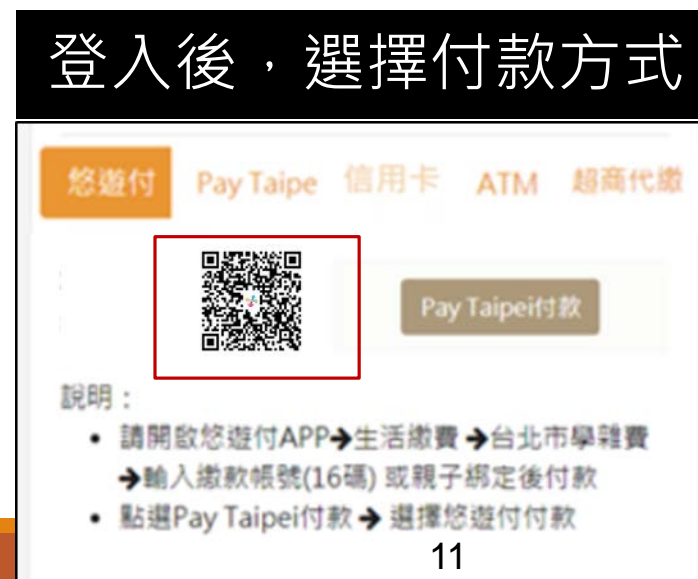 登入後，選擇付款方式
悠遊付 Pay Taipe 信用卡 ATM 超商代繳
Pay Taipei付款
說明：
• 請開啟悠遊付APP➔生活繳費 ➔台北市學雜費
➔輸入繳款帳號(16碼) 或親子綁定後付款
• 點選Pay Taipei付款 ➔ 選擇悠遊付付款
11